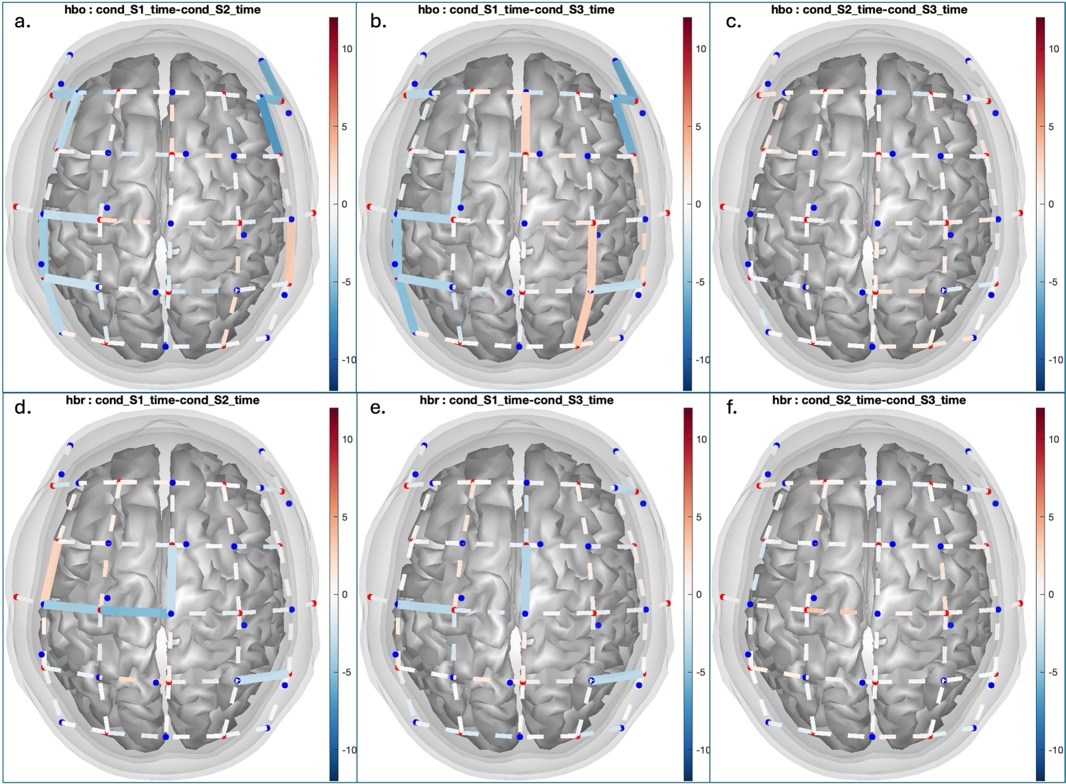 a.
hbo : cond_S1_time-cond_S2_time
10
5
0
-5
-10
b.
hbo : cond_S1_time-cond_S3_time
10
5
0
-5
-10
c.
hbo : cond_S2_time-cond_S3_time
10
5
0
-5
-10
d.
hbr : cond_S1_time-cond_S2_time
10
5
0
-5
-10
e.
hbr : cond_S1_time-cond_S3_time
10
5
0
-5
-10
f.
hbr : cond_S2_time-cond_S3_time
10
5
0
-5
-10